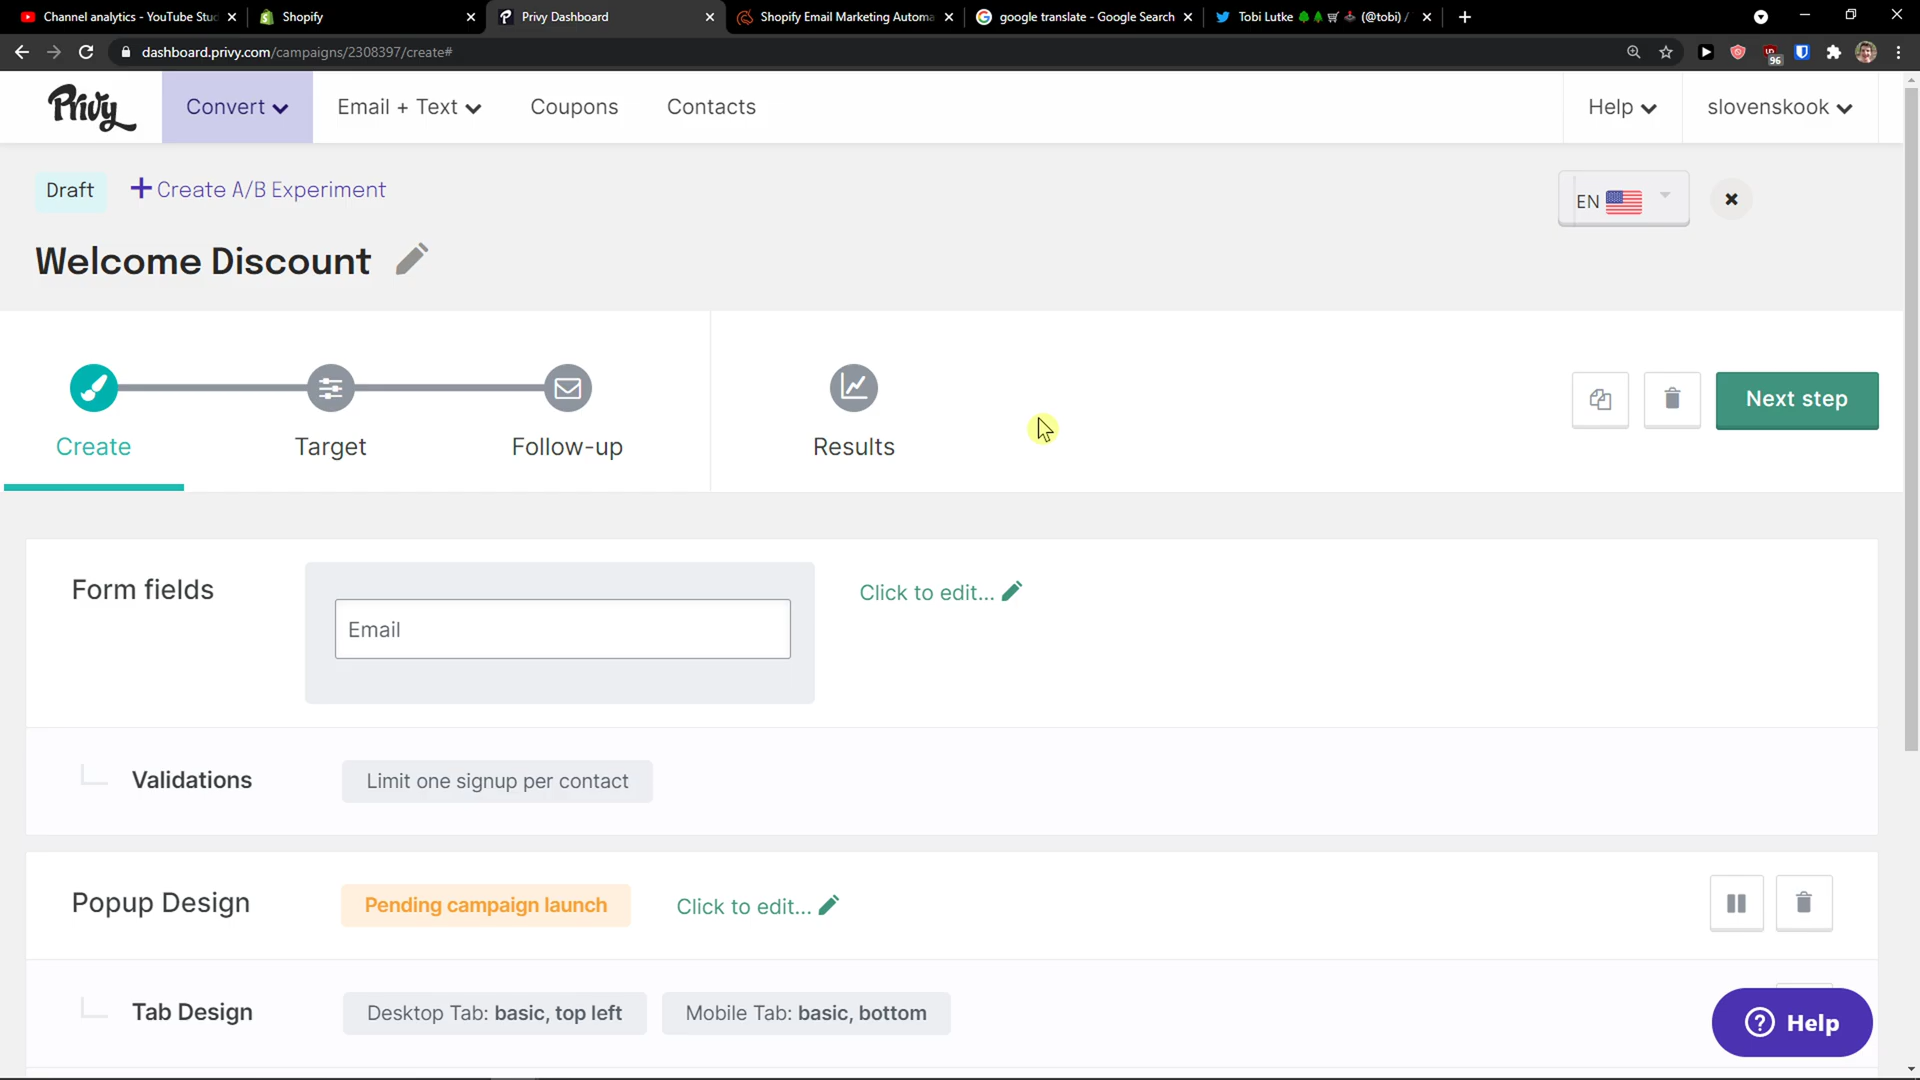 Channel analytics - YouTube Stu
Shopify
Privy Dashboard
Shopify Email Marketing Automa
google translate - Google Search
Tobi Lutke 🌲🌲🛒🕹 (@tobi) /
dashboard.privy.com/campaigns/2308397/create#
96
Privy
Convert
Email + Text
Coupons
Contacts
Help
slovenskook
Draft
+ Create A/B Experiment
EN
Welcome Discount
Create
Target
Follow-up
Results
Next step
Form fields
Email
Click to edit...
Validations
Limit one signup per contact
Popup Design
Pending campaign launch
Click to edit...
Tab Design
Desktop Tab: basic, top left
Mobile Tab: basic, bottom
Help